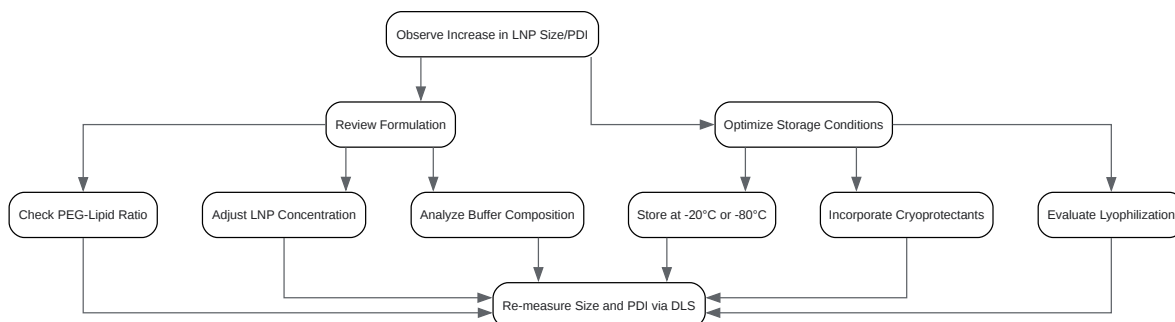 Observe Increase in LNP Size/PDI
Review Formulation
Optimize Storage Conditions
Check PEG-Lipid Ratio
Adjust LNP Concentration
Analyze Buffer Composition
Store at -20°C or -80°C
Incorporate Cryoprotectants
Evaluate Lyophilization
Re-measure Size and PDI via DLS